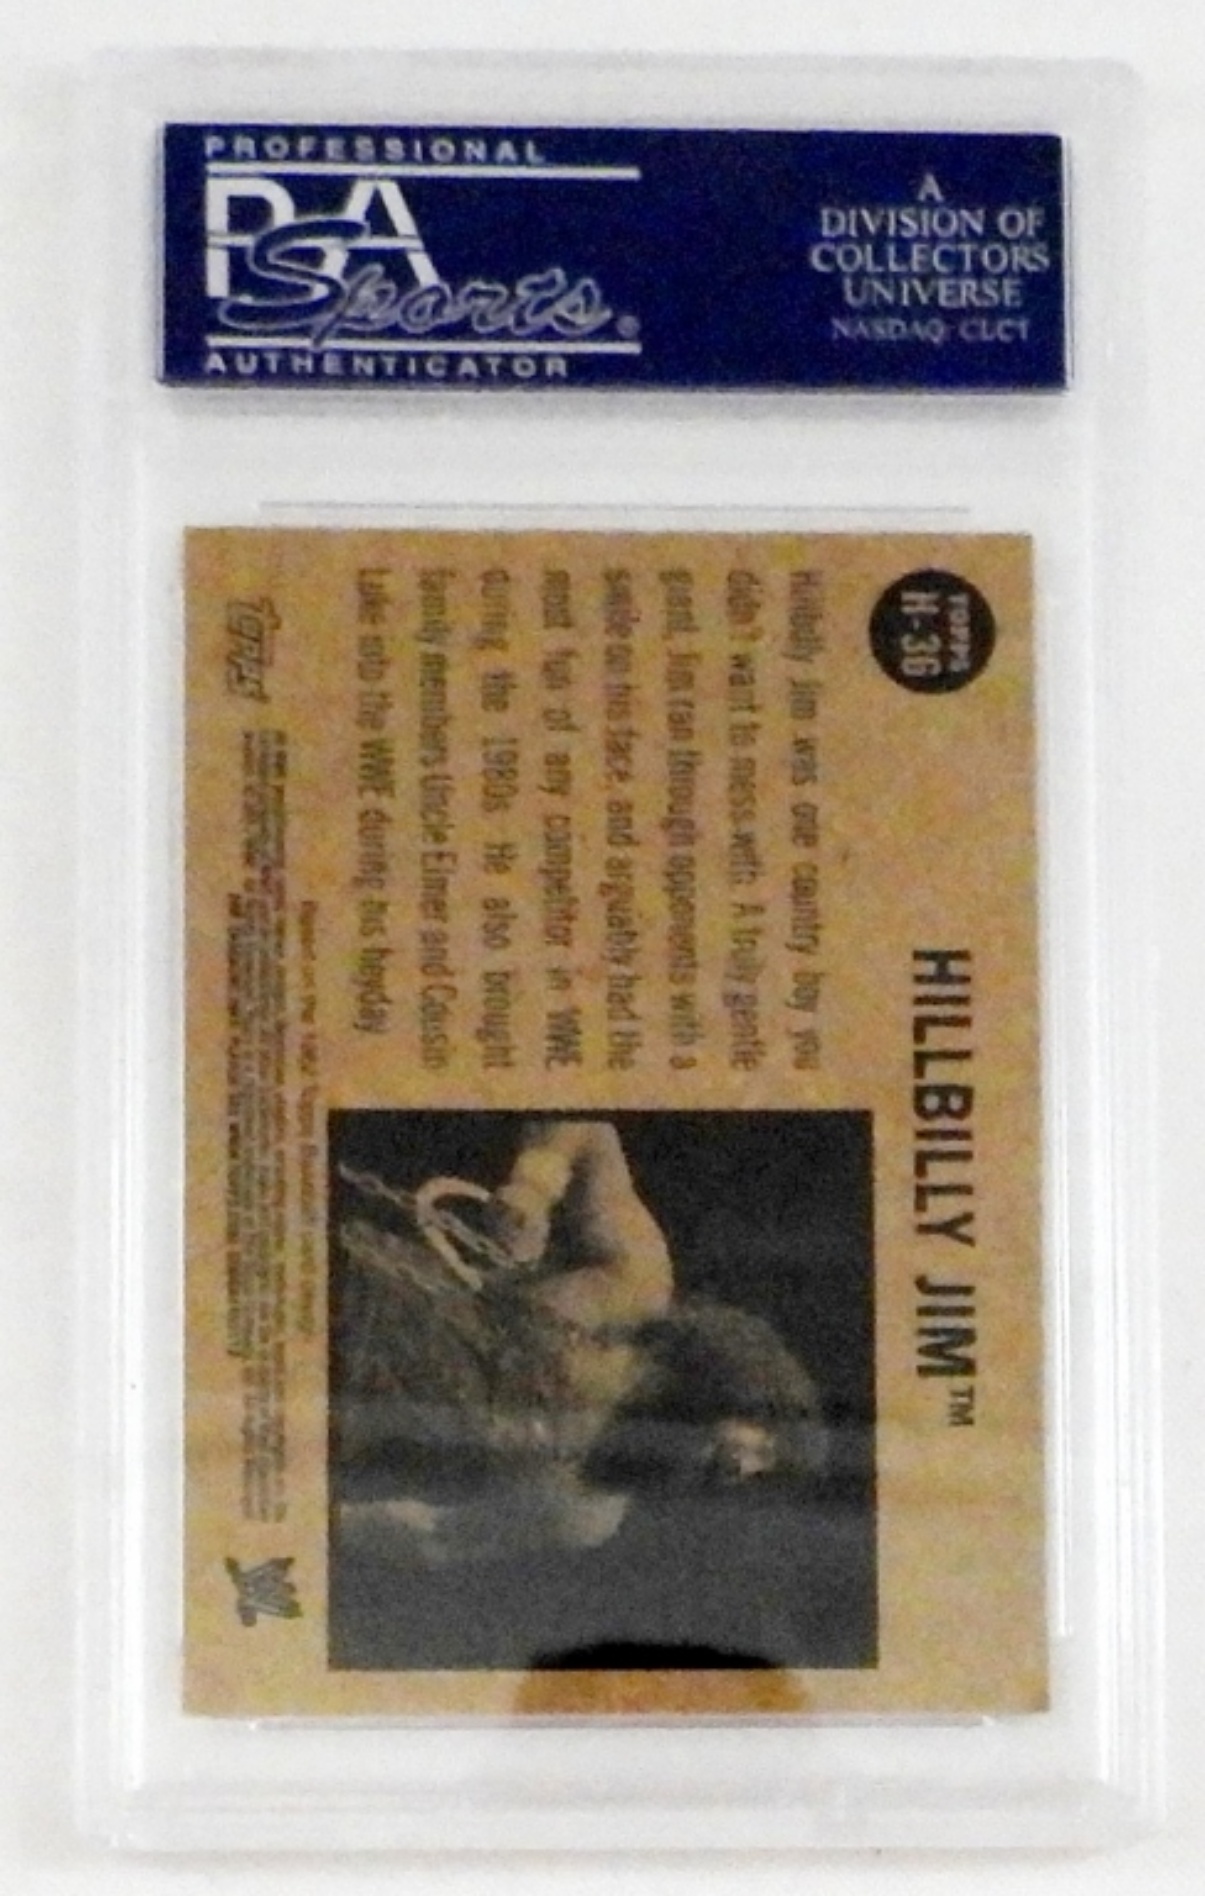 PROFESSIONAL
PSA
Sports®
AUTHENTICATOR
A
DIVISION OF
COLLECTORS
UNIVERSE
NASDAQ: CLCT
TOPPS
H-36
HILLBILLY JIM™
Hillbilly Jim was one country boy you
didn't want to mess with. A truly gentle
giant, Jim ran through opponents with a
smile on his face, and arguably had the
most fun of any competitor in WWE
during the 1980s. He also brought
family members Uncle Elmer and Cousin
Luke into the WWE during his heyday.
Topps
W